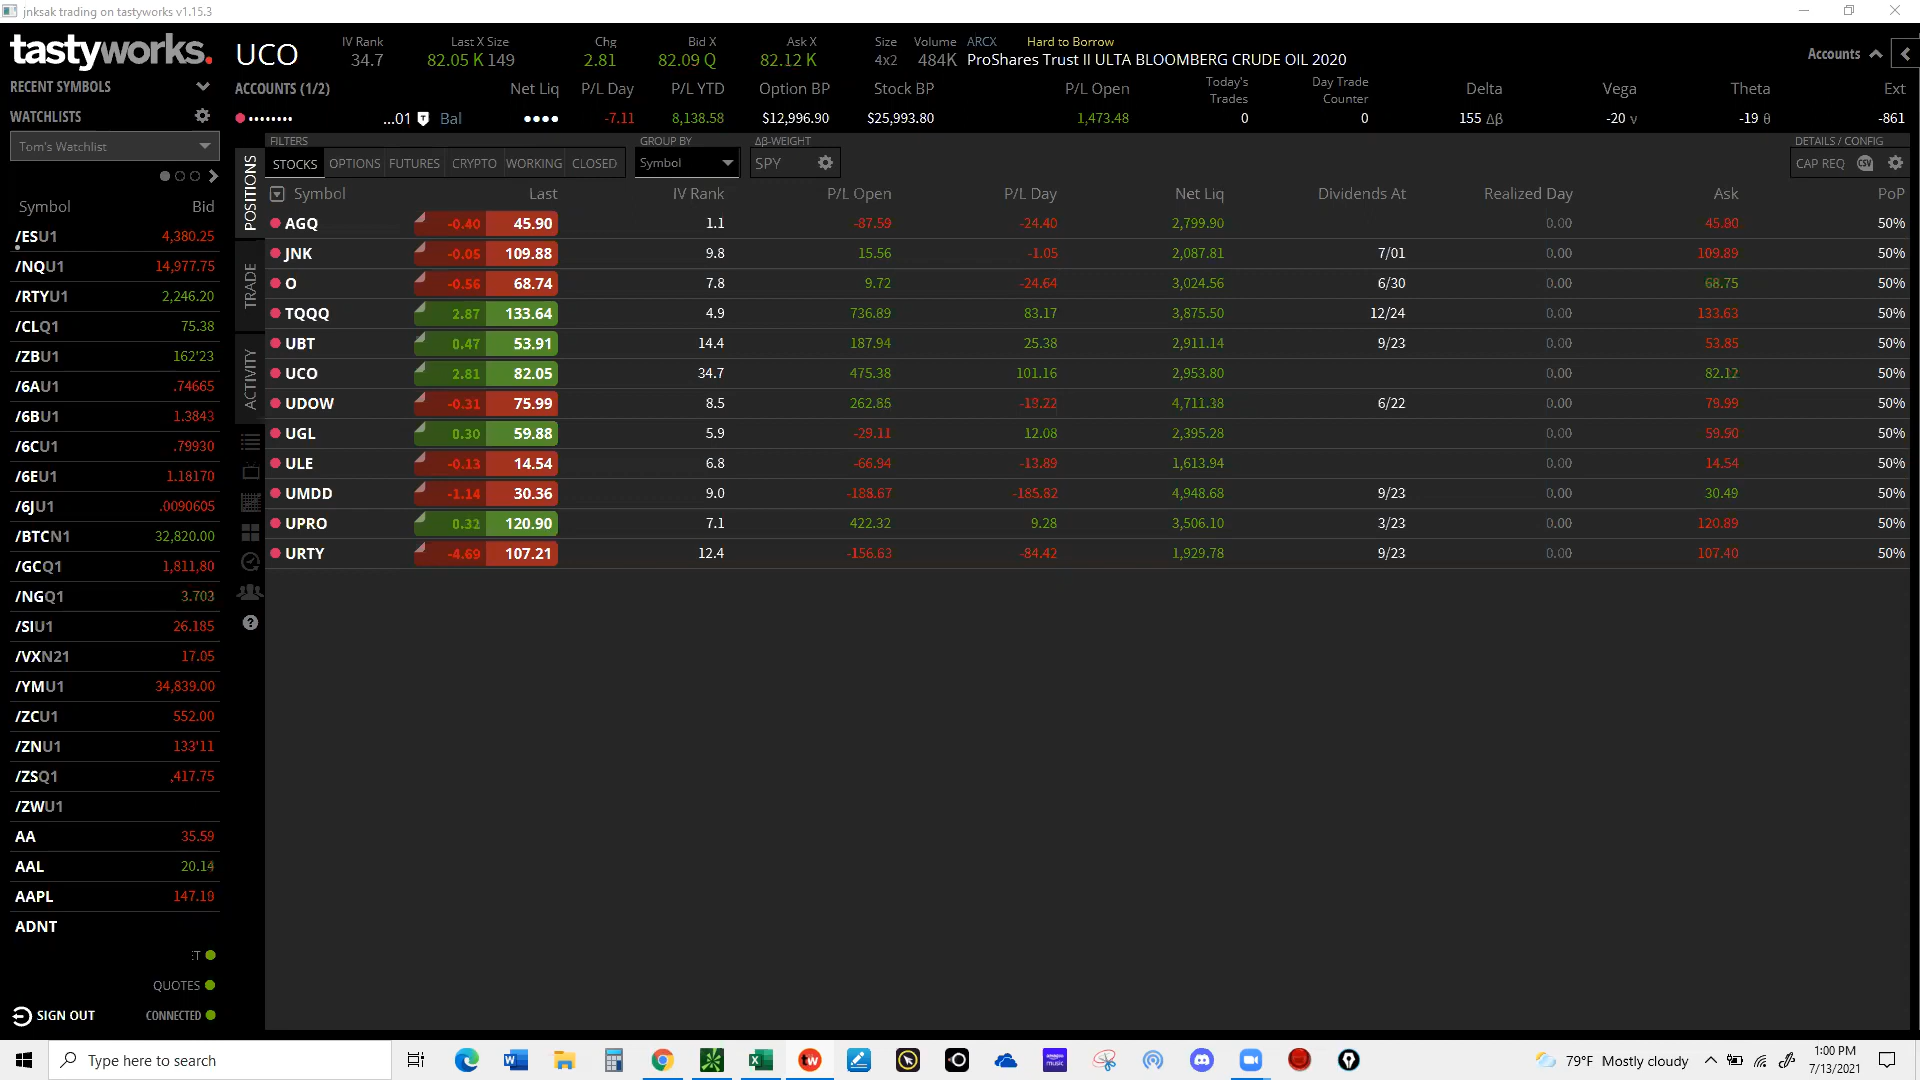 jnksak trading on tastyworks v1.15.3
tastyworks.
UCO
IV Rank
34.7
Last X Size
82.05 K 149
Chg
2.81
Bid X
82.09 Q
Ask X
82.12 K
Size
4x2
Volume
484K
ARCX
Hard to Borrow
ProShares Trust II ULTA BLOOMBERG CRUDE OIL 2020
Accounts
RECENT SYMBOLS
WATCHLISTS
Tom's Watchlist
Symbol Bid
/ESU1 4,380.25
/NQU1 14,977.75
/RTYU1 2,246.20
/CLQ1 75.38
/ZBU1 162'23
/6AU1 .74665
/6BU1 1.3843
/6CU1 .79930
/6EU1 1.18170
/6JU1 .0090605
/BTCN1 32,820.00
/GCQ1 1,811.80
/NGQ1 3.703
/SIU1 26.185
/VXN21 17.05
/YMU1 34,839.00
/ZCU1 552.00
/ZNU1 133'11
/ZSQ1 ,417.75
/ZWU1
AA 35.59
AAL 20.14
AAPL 147.18
ADNT
:T
QUOTES
SIGN OUT CONNECTED
ACCOUNTS (1/2) Net Liq P/L Day P/L YTD Option BP Stock BP P/L Open Today's Trades Day Trade Counter Delta Vega Theta Ext
...01 Bal -7.11 8,138.58 $12,996.90 $25,993.80 1,473.48 0 0 155 Δβ -20 ν -19 θ -861
POSITIONS
TRADE
ACTIVITY
FILTERS GROUP BY Δβ-WEIGHT DETAILS / CONFIG
STOCKS OPTIONS FUTURES CRYPTO WORKING CLOSED Symbol SPY CAP REQ CSV
Symbol Last IV Rank P/L Open P/L Day Net Liq Dividends At Realized Day Ask PoP
AGQ -0.40 45.90 1.1 -87.59 -24.40 2,799.90 0.00 45.80 50%
JNK -0.05 109.88 9.8 15.56 -1.05 2,087.81 7/01 0.00 109.89 50%
O -0.56 68.74 7.8 9.72 -24.64 3,024.56 6/30 0.00 68.75 50%
TQQQ 2.87 133.64 4.9 736.89 83.17 3,875.50 12/24 0.00 133.63 50%
UBT 0.47 53.91 14.4 187.94 25.38 2,911.14 9/23 0.00 53.85 50%
UCO 2.81 82.05 34.7 475.38 101.16 2,953.80 0.00 82.12 50%
UDOW -0.31 75.99 8.5 262.85 -19.22 4,711.38 6/22 0.00 79.99 50%
UGL 0.30 59.88 5.9 -29.11 12.08 2,395.28 0.00 59.90 50%
ULE -0.13 14.54 6.8 -66.94 -13.89 1,613.94 0.00 14.54 50%
UMDD -1.14 30.36 9.0 -188.67 -185.82 4,948.68 9/23 0.00 30.49 50%
UPRO 0.32 120.90 7.1 422.32 9.28 3,506.10 3/23 0.00 120.89 50%
URTY -4.69 107.21 12.4 -156.63 -84.42 1,929.78 9/23 0.00 107.40 50%
Type here to search
79°F Mostly cloudy
1:00 PM
7/13/2021